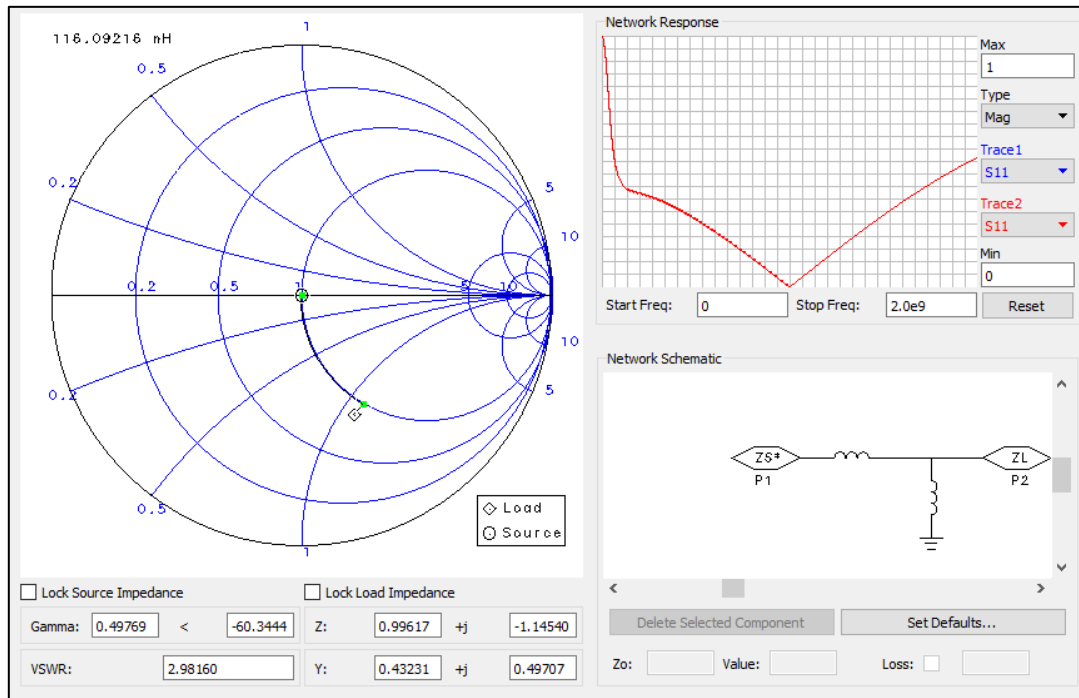 116.09216 nH
1
0.5
0.2
0.2 0.5 1 5 10
5
10
10
5
0.2
0.5
1
Load
Source
Lock Source Impedance
Lock Load Impedance
Gamma: 0.49769 < -60.3444
Z: 0.99617 +j -1.14540
VSWR: 2.98160
Y: 0.43231 +j 0.49707
Network Response
Max
1
Type
Mag
Trace1
S11
Trace2
S11
Min
0
Start Freq: 0 Stop Freq: 2.0e9 Reset
Network Schematic
ZS* ZL
P1 P2
Delete Selected Component Set Defaults...
Zo: Value: Loss: